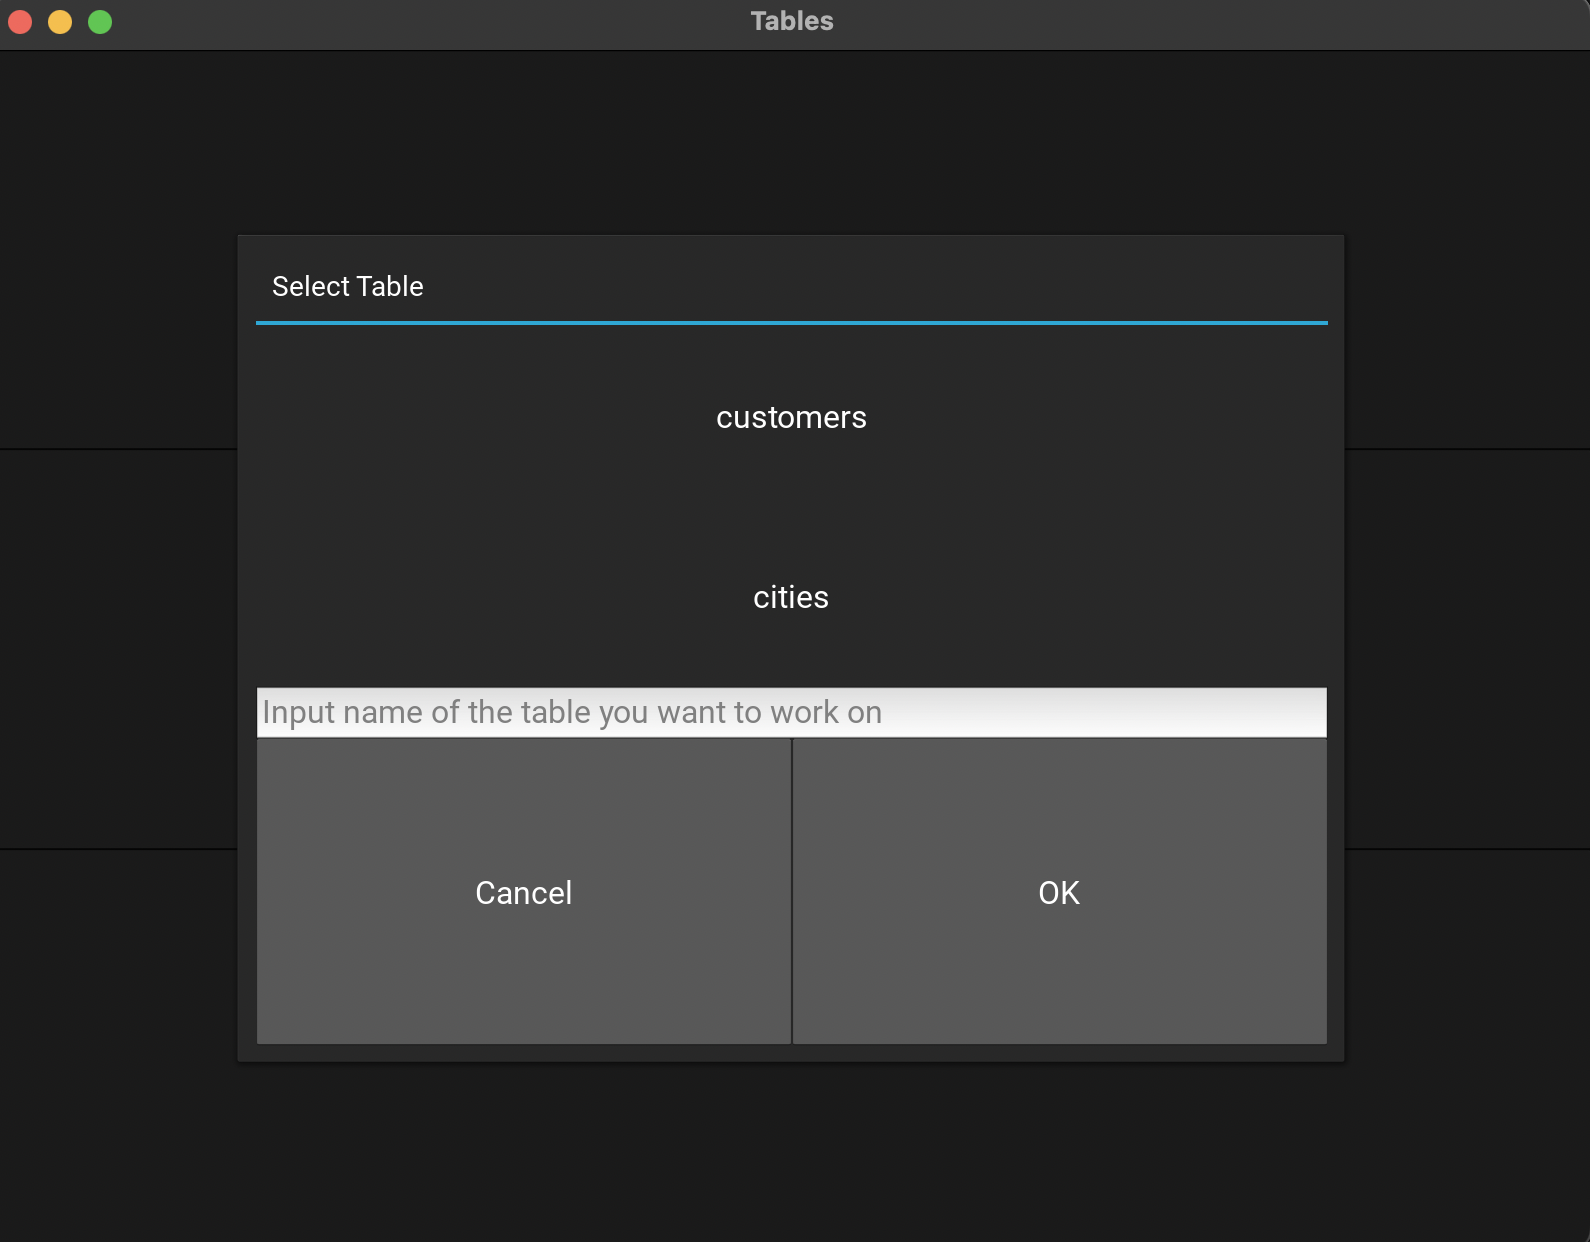 Tables
Select Table
customers
cities
Input name of the table you want to work on
Cancel
OK